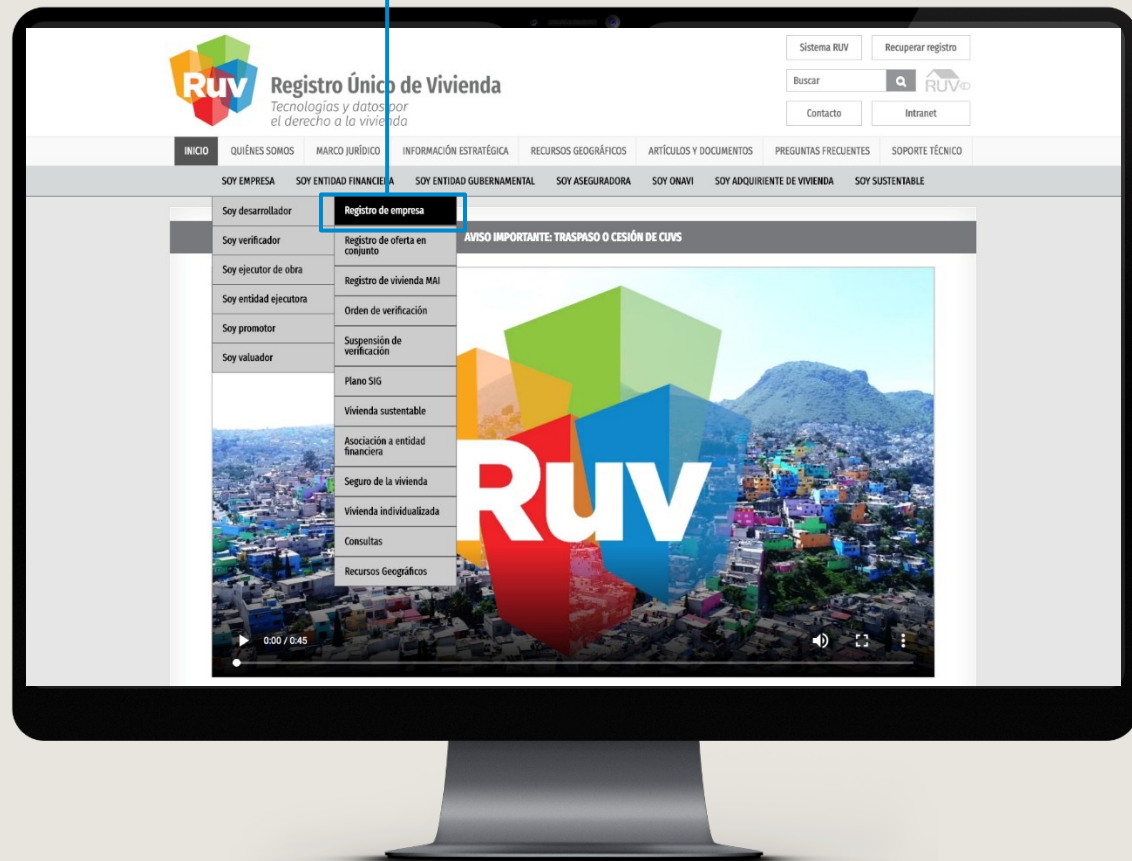 Sistema RUV
Recuperar registro
Ruv
Registro Único de Vivienda
Tecnologías y datos por
el derecho a la vivienda
Buscar
RUV
Contacto
Intranet
INICIO
QUIÉNES SOMOS
MARCO JURÍDICO
INFORMACIÓN ESTRATÉGICA
RECURSOS GEOGRÁFICOS
ARTÍCULOS Y DOCUMENTOS
PREGUNTAS FRECUENTES
SOPORTE TÉCNICO
SOY EMPRESA
SOY ENTIDAD FINANCIERA
SOY ENTIDAD GUBERNAMENTAL
SOY ASEGURADORA
SOY ONAVI
SOY ADQUIRIENTE DE VIVIENDA
SOY SUSTENTABLE
Soy desarrollador
Soy verificador
Soy ejecutor de obra
Soy entidad ejecutora
Soy promotor
Soy valuador
Registro de empresa
Registro de oferta en
conjunto
Registro de vivienda MAI
Orden de verificación
Suspensión de
verificación
Plano SIG
Vivienda sustentable
Asociación a entidad
financiera
Seguro de la vivienda
Vivienda individualizada
Consultas
Recursos Geográficos
AVISO IMPORTANTE: TRASPASO O CESIÓN DE CUVS
Ruv
0:00 / 0:45